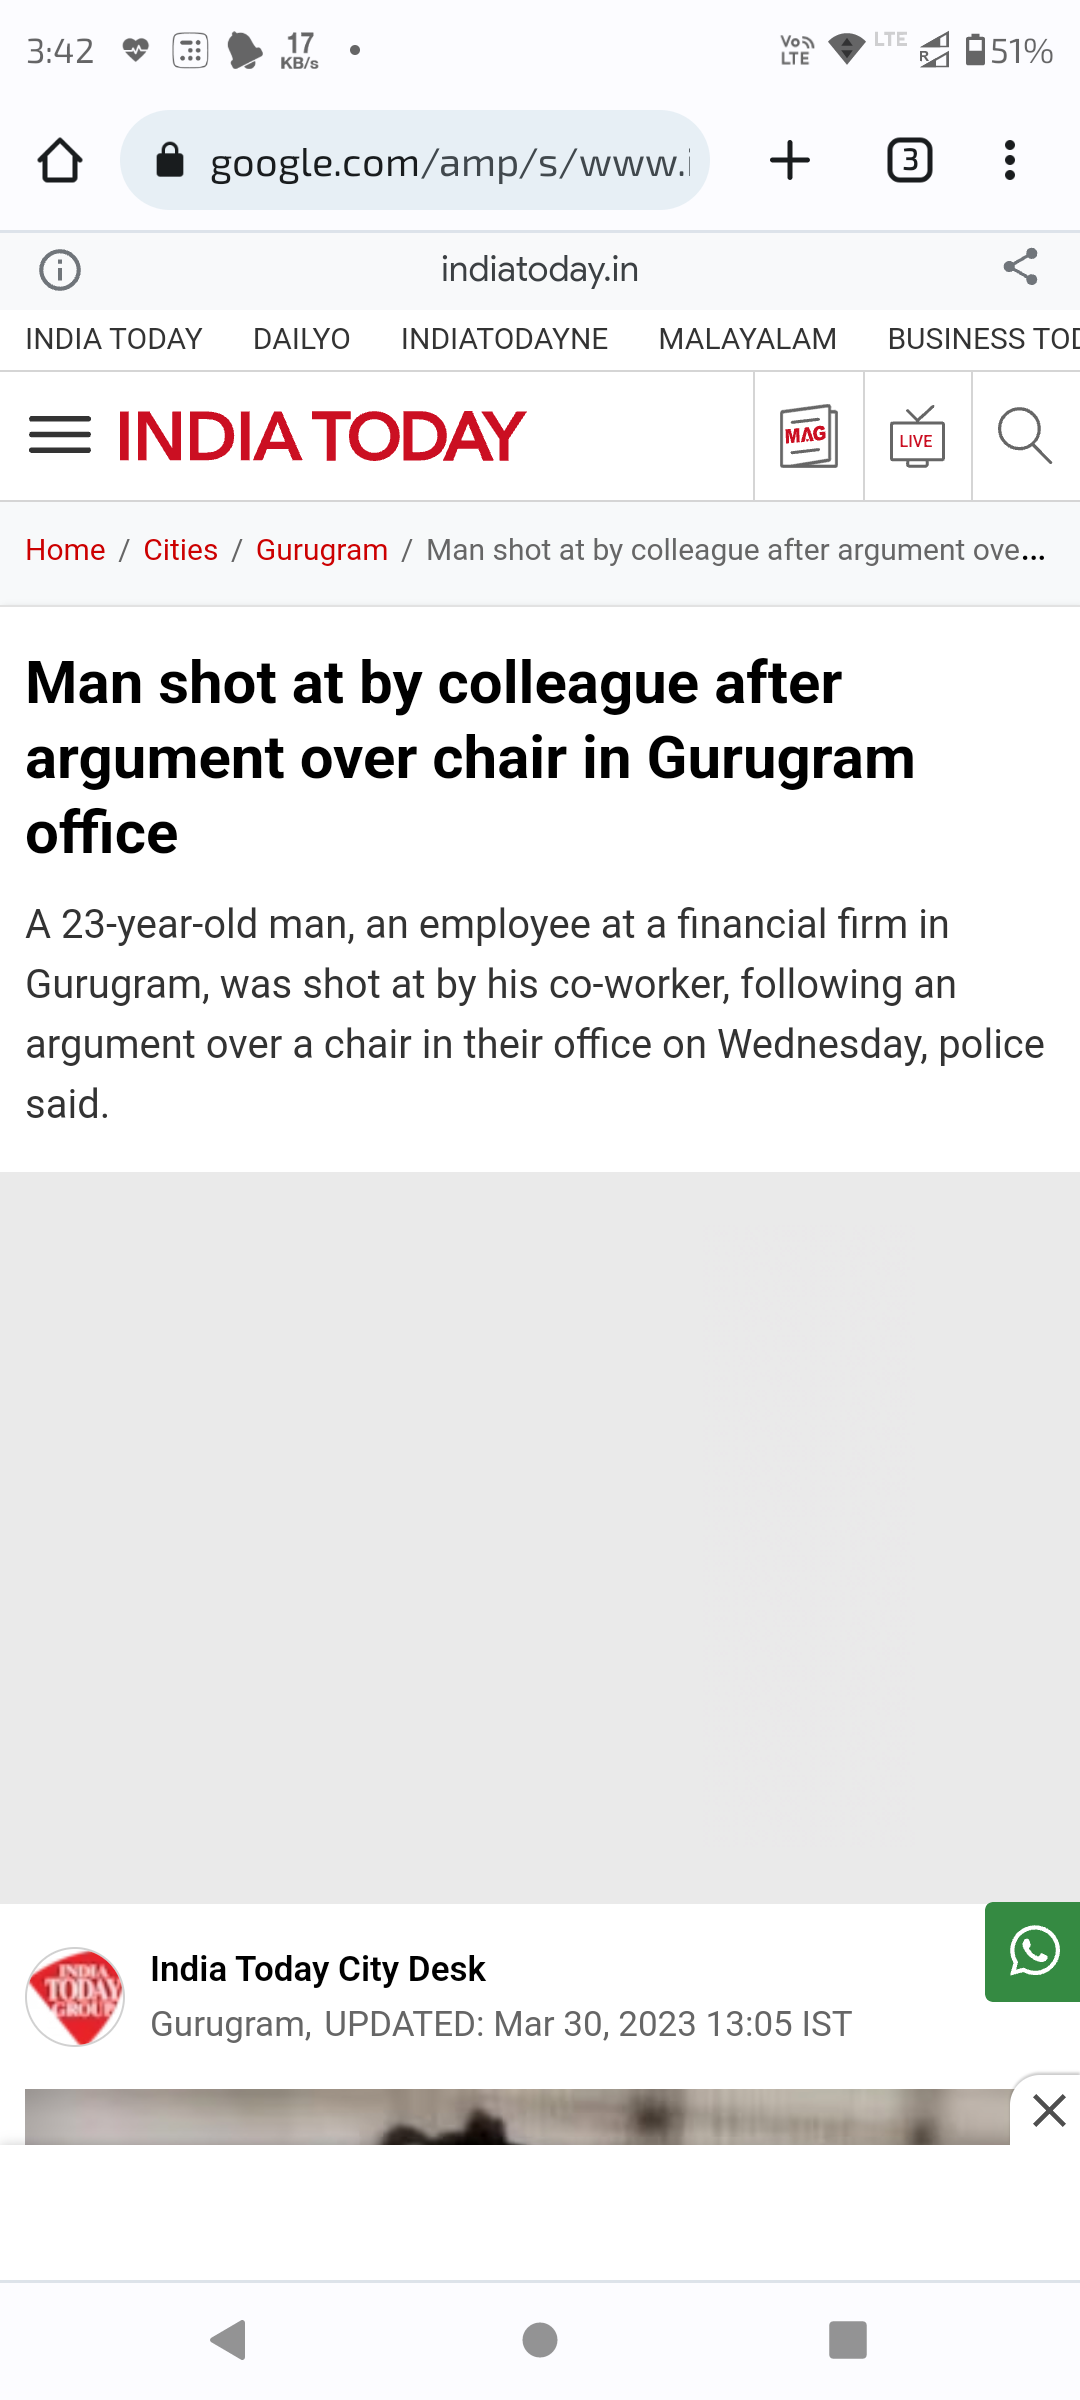 3:42 17 KB/s Vo LTE LTE R 51%
google.com/amp/s/www.i
3
indiatoday.in
INDIA TODAY DAILYO INDIATODAYNE MALAYALAM BUSINESS TOD
INDIA TODAY MAG LIVE
Home / Cities / Gurugram / Man shot at by colleague after argument ove...
Man shot at by colleague after
argument over chair in Gurugram
office
A 23-year-old man, an employee at a financial firm in
Gurugram, was shot at by his co-worker, following an
argument over a chair in their office on Wednesday, police
said.
INDIA
TODAY
GROUP
India Today City Desk
Gurugram, UPDATED: Mar 30, 2023 13:05 IST